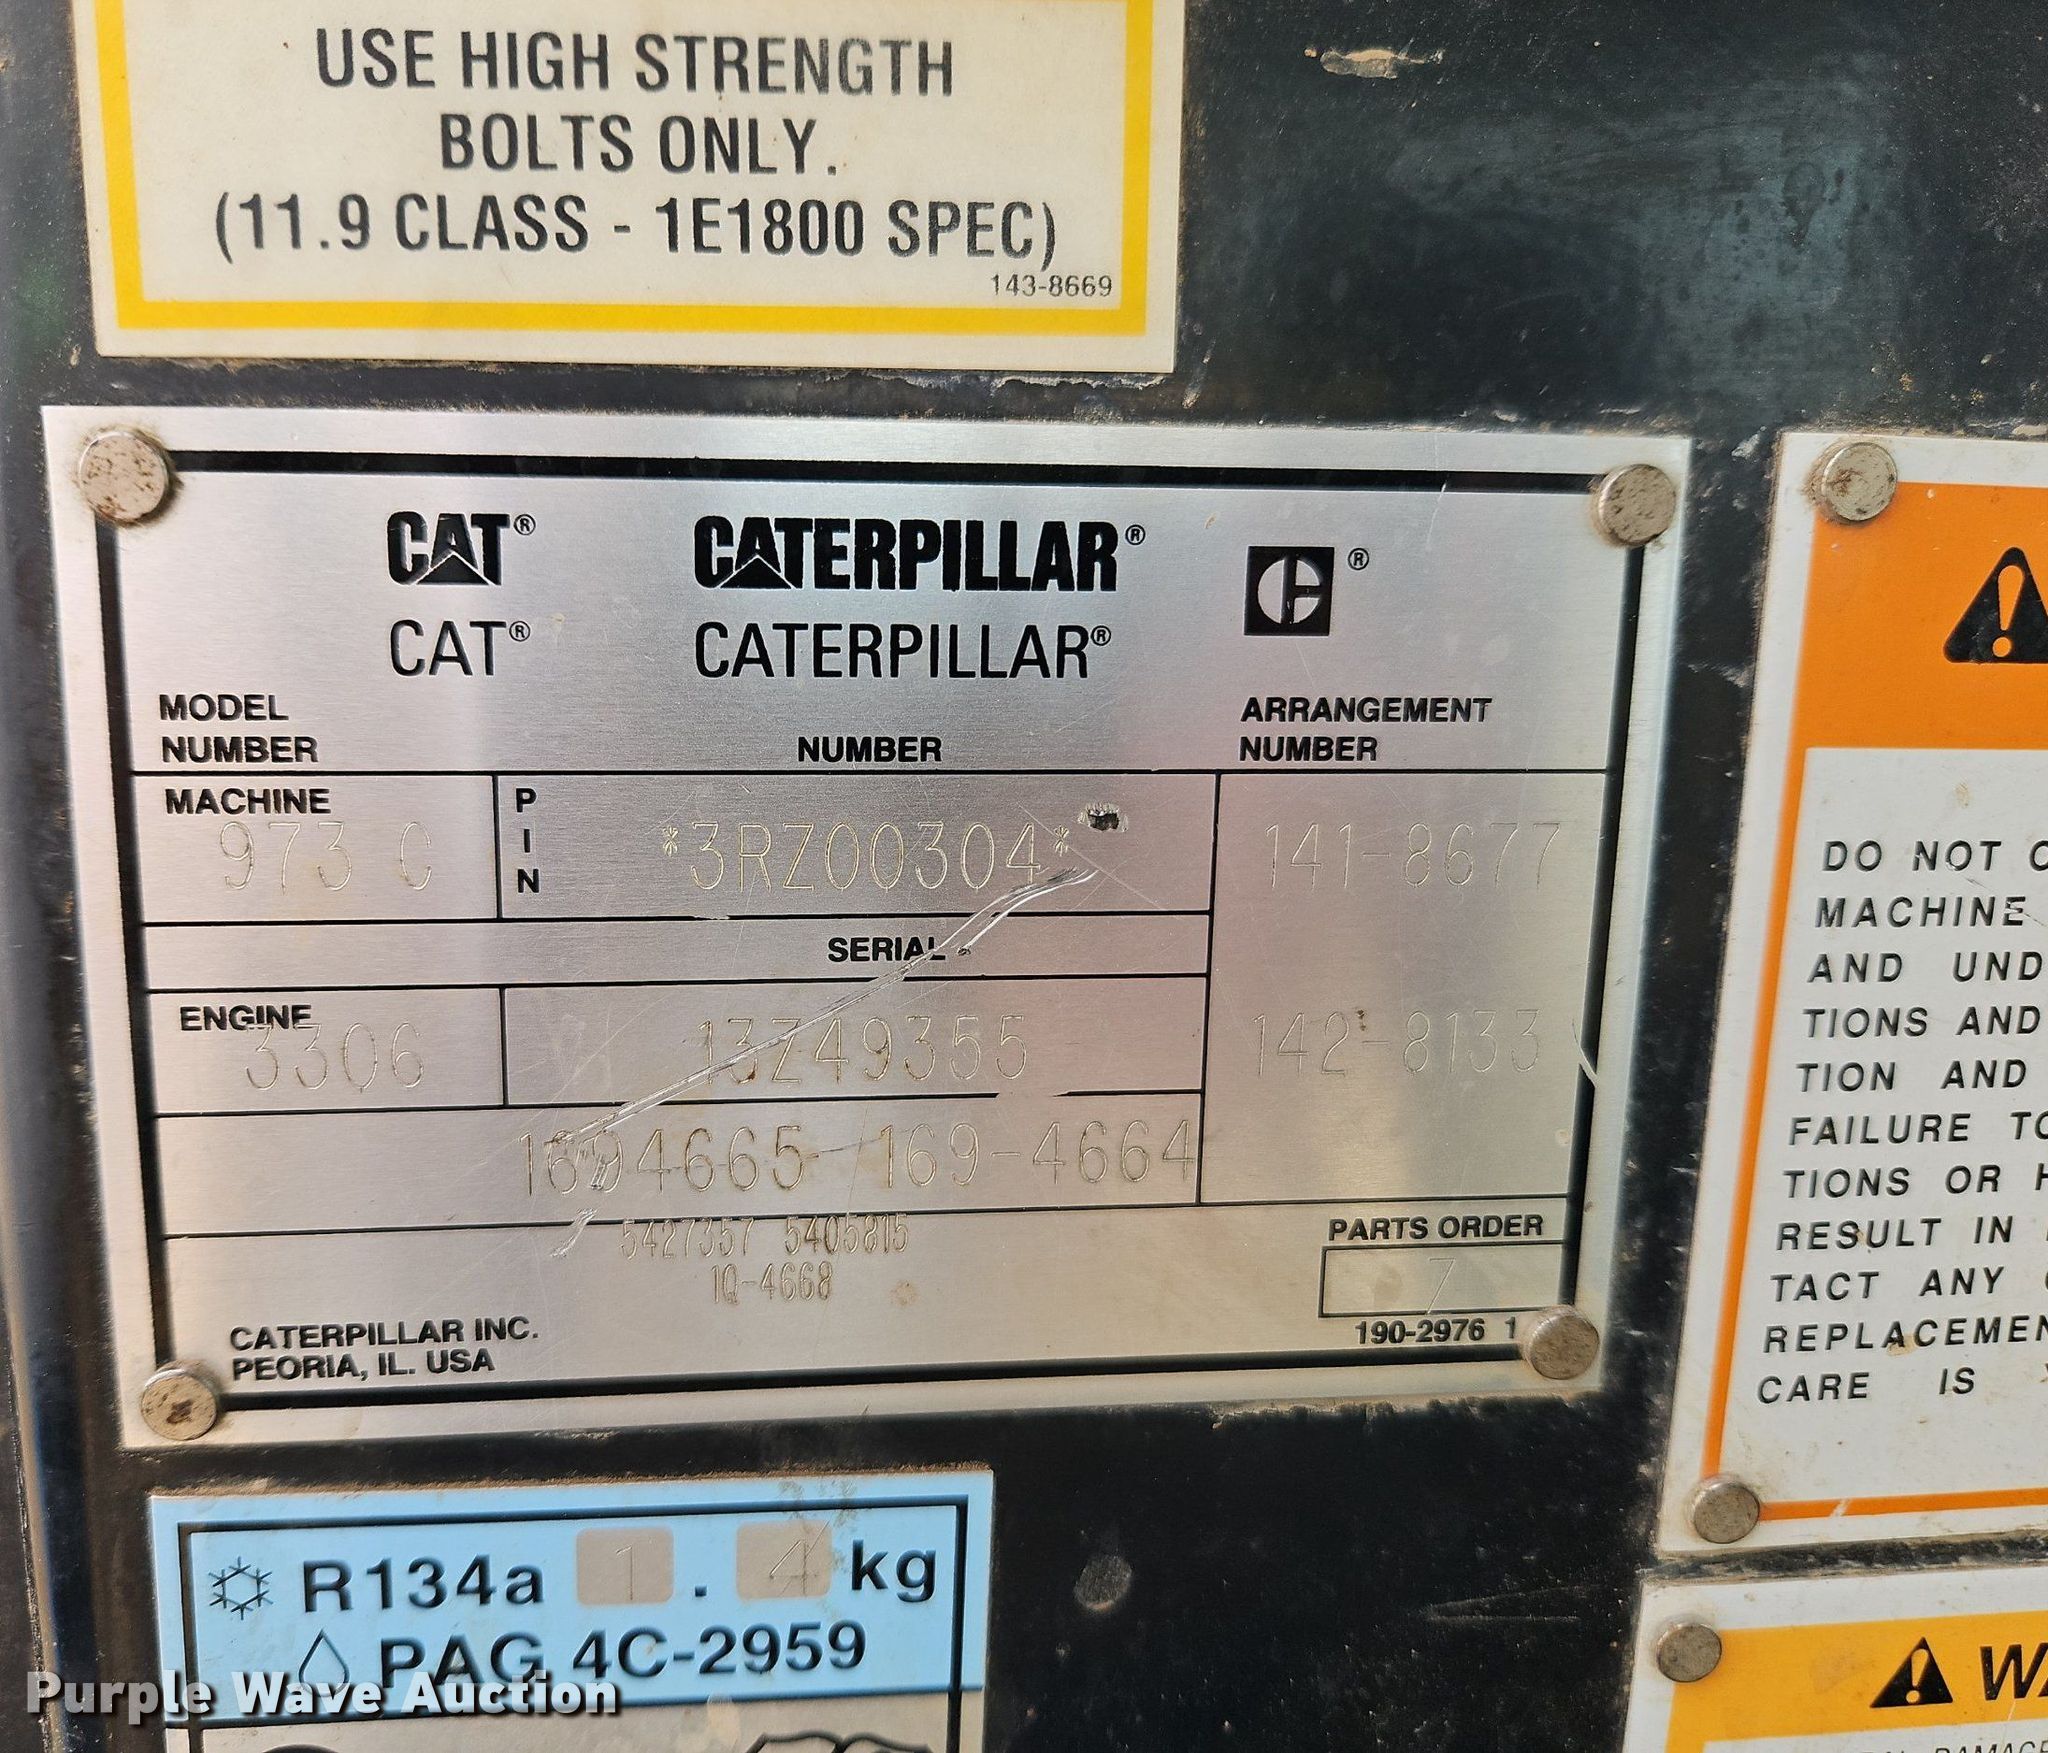 USE HIGH STRENGTH
BOLTS ONLY.
(11.9 CLASS - 1E1800 SPEC)
143-8669
CAT® CATERPILLAR® ®
CAT® CATERPILLAR®
MODEL NUMBER
NUMBER
ARRANGEMENT NUMBER
MACHINE
973 C
PIN
*3RZ00304*
141-8677
SERIAL
ENGINE
3306
13Z49355
142-8133
1694665 169-4664
5427357 5405815
1Q-4668
PARTS ORDER
7
190-2976 1
CATERPILLAR INC.
PEORIA, IL. USA
DO NOT
MACHINE
AND UND
TIONS AND
TION AND
FAILURE TO
TIONS OR H
RESULT IN
TACT ANY
REPLACEMEN
CARE IS
R134a 1.4 kg
PAG 4C-2959
WA
DAMAGE
Purple Wave Auction